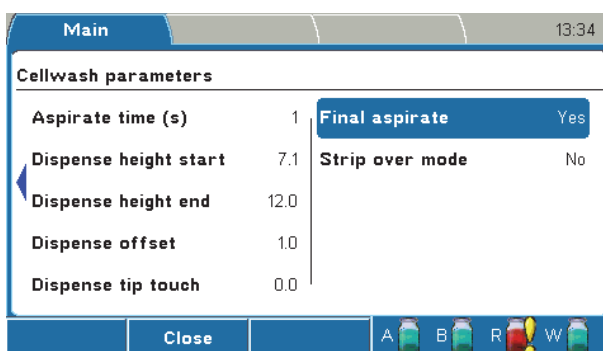 Main
13:34
Cellwash parameters
Aspirate time (s) 1
Dispense height start 7.1
Dispense height end 12.0
Dispense offset 1.0
Dispense tip touch 0.0
Final aspirate Yes
Strip over mode No
Close
A B R W